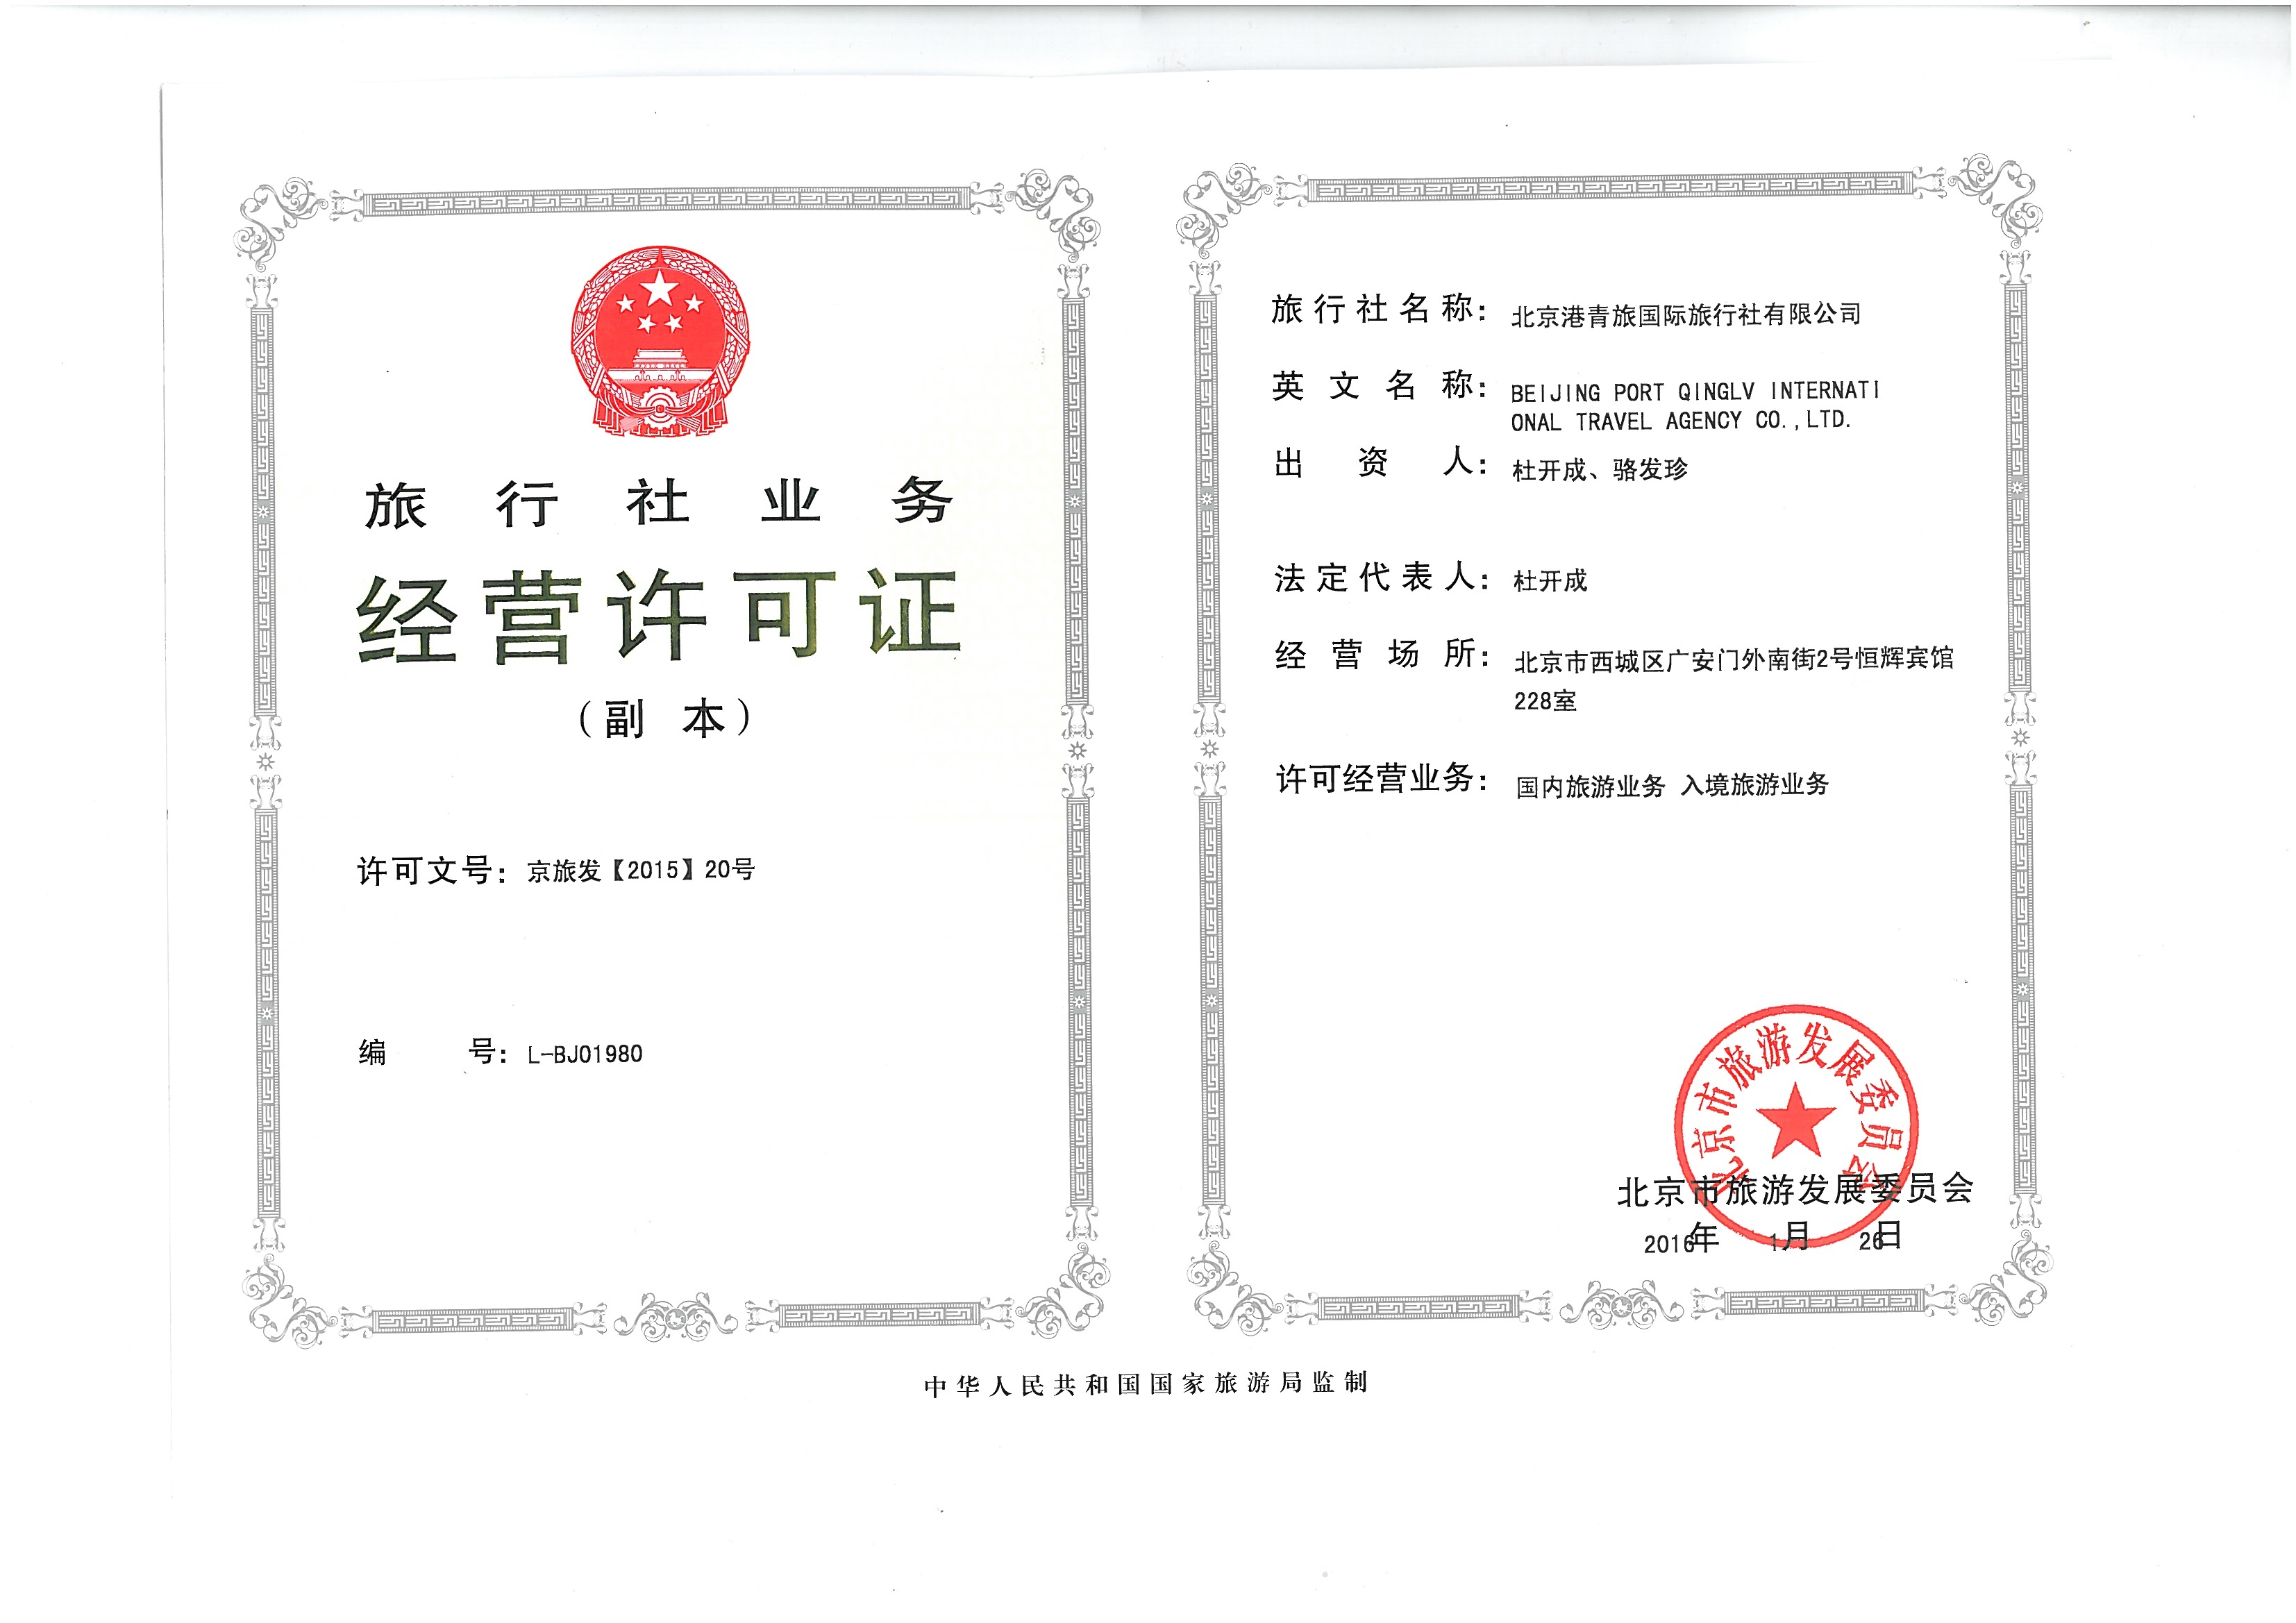 旅行社业务
经营许可证
（副 本）
许可文号：京旅发【2015】20号
编 号：L-BJ01980
旅行社名称：北京港青旅国际旅行社有限公司
英文名称：BEIJING PORT QINGLV INTERNATI
ONAL TRAVEL AGENCY CO.,LTD.
出资人：杜开成、骆发珍
法定代表人：杜开成
经营场所：北京市西城区广安门外南街2号恒辉宾馆
228室
许可经营业务：国内旅游业务 入境旅游业务
北京市旅游发展委员会
北京市旅游发展委员会
2016年 1月 26日
中华人民共和国国家旅游局监制